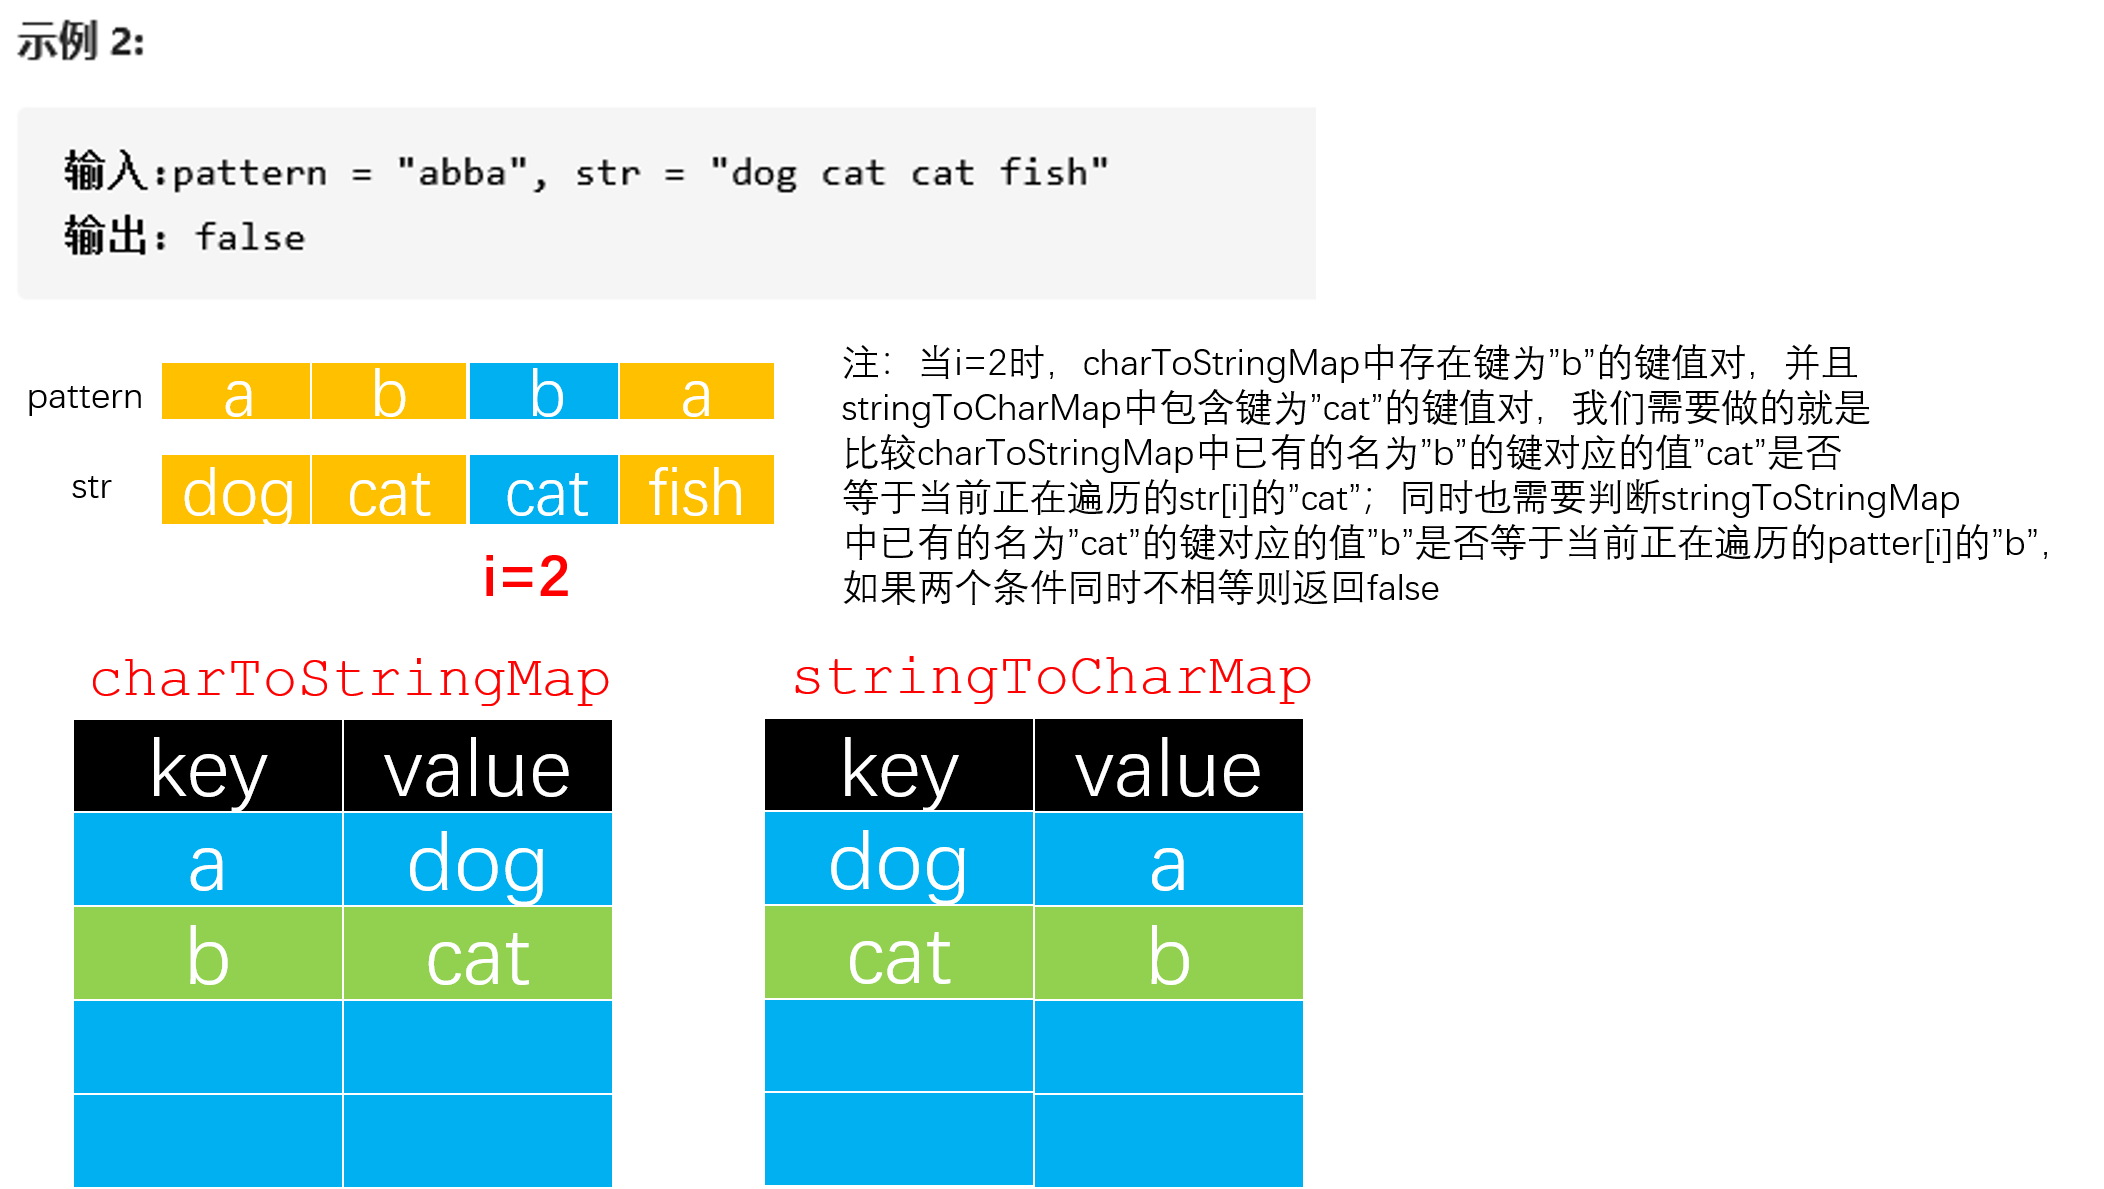 示例 2:
输入:pattern = "abba", str = "dog cat cat fish"
输出: false
pattern a b b a
str dog cat cat fish
i=2
注：当i=2时，charToStringMap中存在键为”b”的键值对，并且
stringToCharMap中包含键为”cat”的键值对，我们需要做的就是
比较charToStringMap中已有的名为”b”的键对应的值”cat”是否
等于当前正在遍历的str[i]的”cat”；同时也需要判断stringToStringMap
中已有的名为”cat”的键对应的值”b”是否等于当前正在遍历的patter[i]的”b”，
如果两个条件同时不相等则返回false
charToStringMap
key value
a dog
b cat
stringToCharMap
key value
dog a
cat b